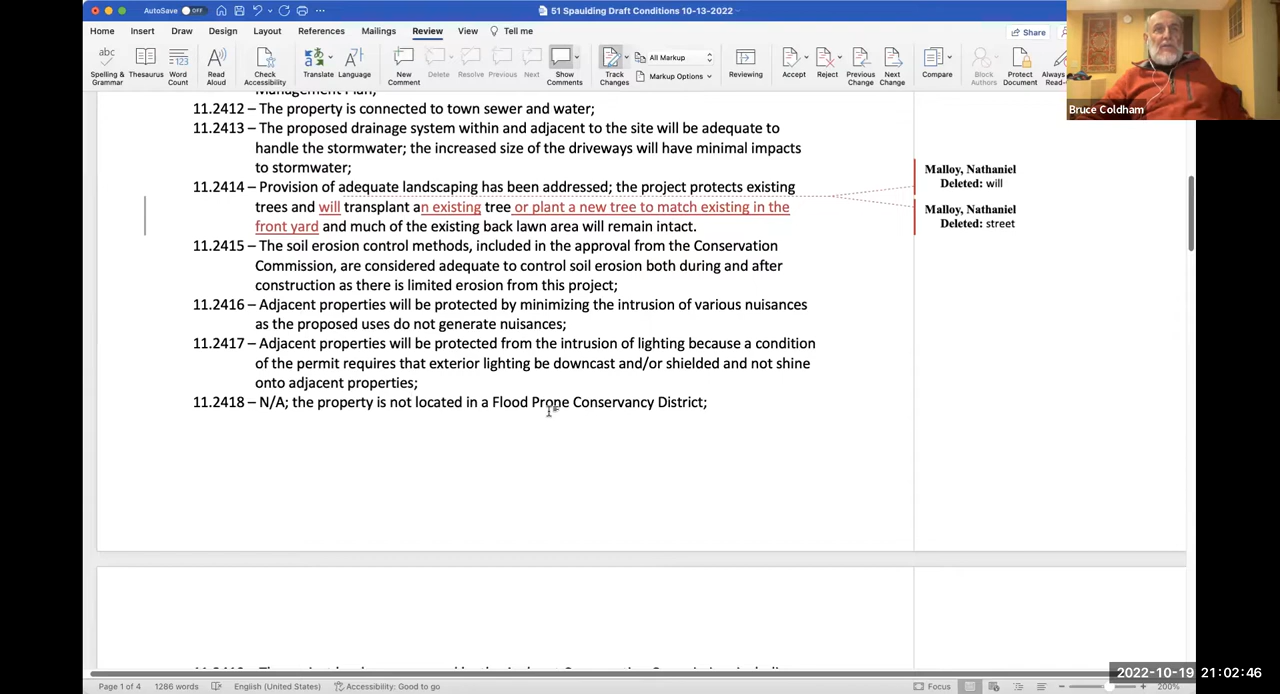 AutoSave OFF
51 Spaulding Draft Conditions 10-13-2022
Home Insert Draw Design Layout References Mailings Review View Tell me
Share
abc
Spelling & Grammar
Thesaurus
Word Count
Read Aloud
Check Accessibility
Translate
Language
New Comment
Delete
Resolve
Previous
Next
Show Comments
Track Changes
All Markup
Markup Options
Reviewing
Accept
Reject
Previous Change
Next Change
Compare
Block Authors
Protect Document
Always
Read-
Bruce Coldham
Management Plan;
11.2412 – The property is connected to town sewer and water;
11.2413 – The proposed drainage system within and adjacent to the site will be adequate to
handle the stormwater; the increased size of the driveways will have minimal impacts
to stormwater;
11.2414 – Provision of adequate landscaping has been addressed; the project protects existing
trees and will transplant an existing tree or plant a new tree to match existing in the
front yard and much of the existing back lawn area will remain intact.
11.2415 – The soil erosion control methods, included in the approval from the Conservation
Commission, are considered adequate to control soil erosion both during and after
construction as there is limited erosion from this project;
11.2416 – Adjacent properties will be protected by minimizing the intrusion of various nuisances
as the proposed uses do not generate nuisances;
11.2417 – Adjacent properties will be protected from the intrusion of lighting because a condition
of the permit requires that exterior lighting be downcast and/or shielded and not shine
onto adjacent properties;
11.2418 – N/A; the property is not located in a Flood Prone Conservancy District;
Malloy, Nathaniel
Deleted: will
Malloy, Nathaniel
Deleted: street
Page 1 of 4 1286 words English (United States) Accessibility: Good to go
Focus
200%
2022-10-19 21:02:46